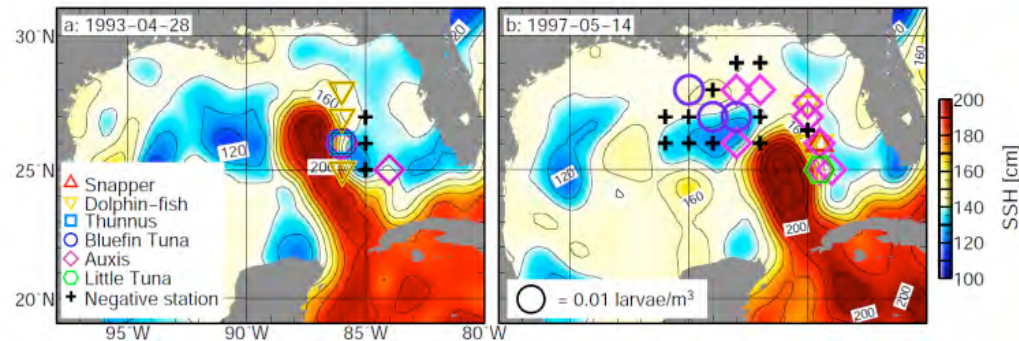 a: 1993-04-28
b: 1997-05-14
30°N
25°N
20°N
95°W
90°W
85°W
80°W
160
120
200
Snapper
Dolphin-fish
Thunnus
Bluefin Tuna
Auxis
Little Tuna
Negative station
120
160
200
200
200
160
= 0.01 larvae/m³
200
180
160
140
120
100
SSH [cm]